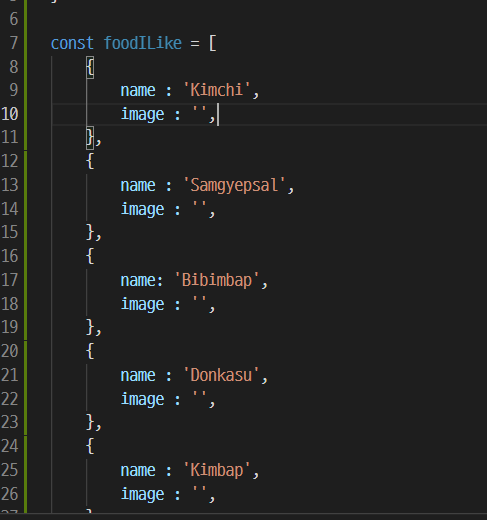 6
7 const foodILike = [
8 {
9 name : 'Kimchi',
10 image : '',
11 },
12 {
13 name : 'Samgyepsal',
14 image : '',
15 },
16 {
17 name: 'Bibimbap',
18 image : '',
19 },
20 {
21 name : 'Donkasu',
22 image : '',
23 },
24 {
25 name : 'Kimbap',
26 image : '',